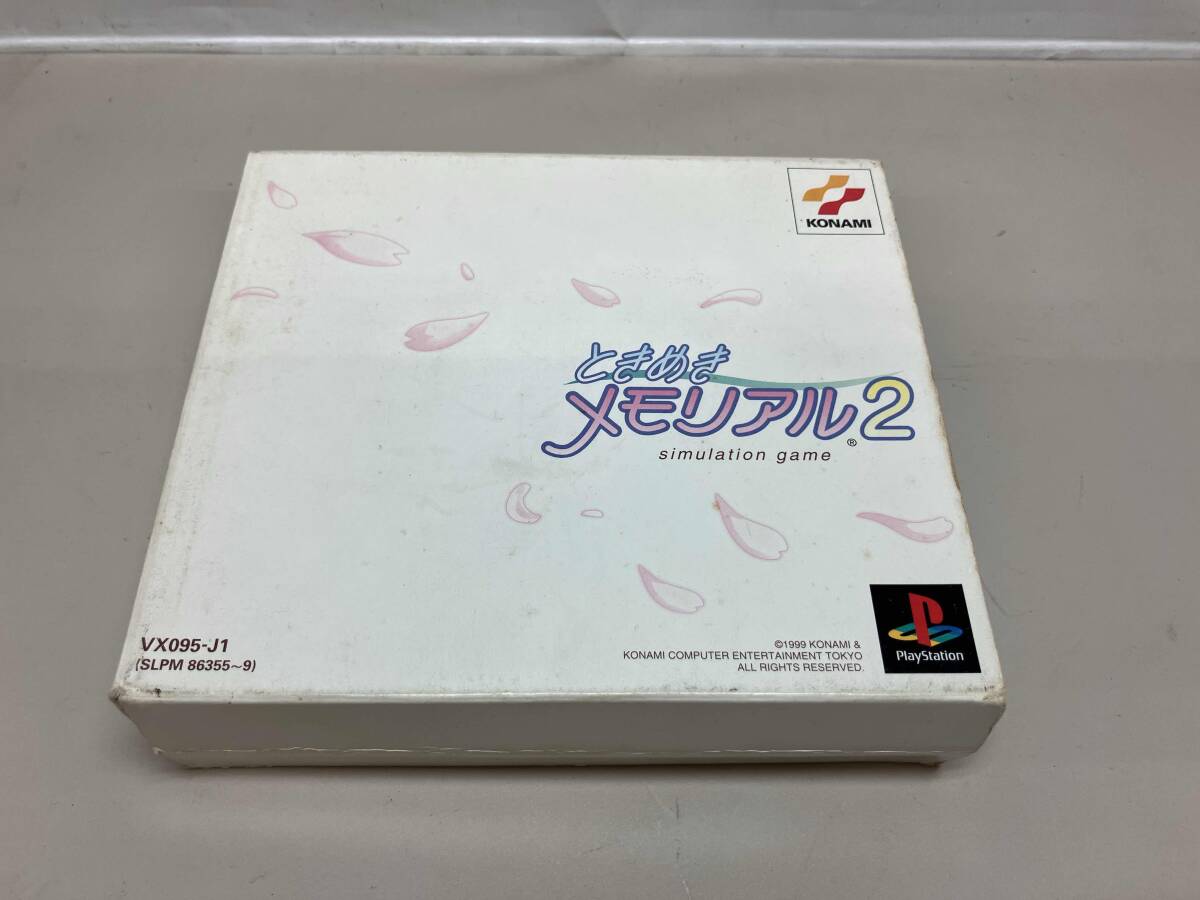 KONAMI
ときめき
メモリアル2
®
simulation game
VX095-J1
(SLPM 86355~9)
©1999 KONAMI &
KONAMI COMPUTER ENTERTAINMENT TOKYO
ALL RIGHTS RESERVED.
PlayStation